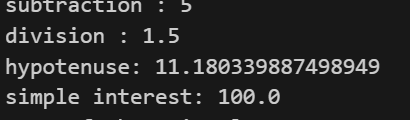 subtraction : 5
division : 1.5
hypotenuse: 11.180339887498949
simple interest: 100.0